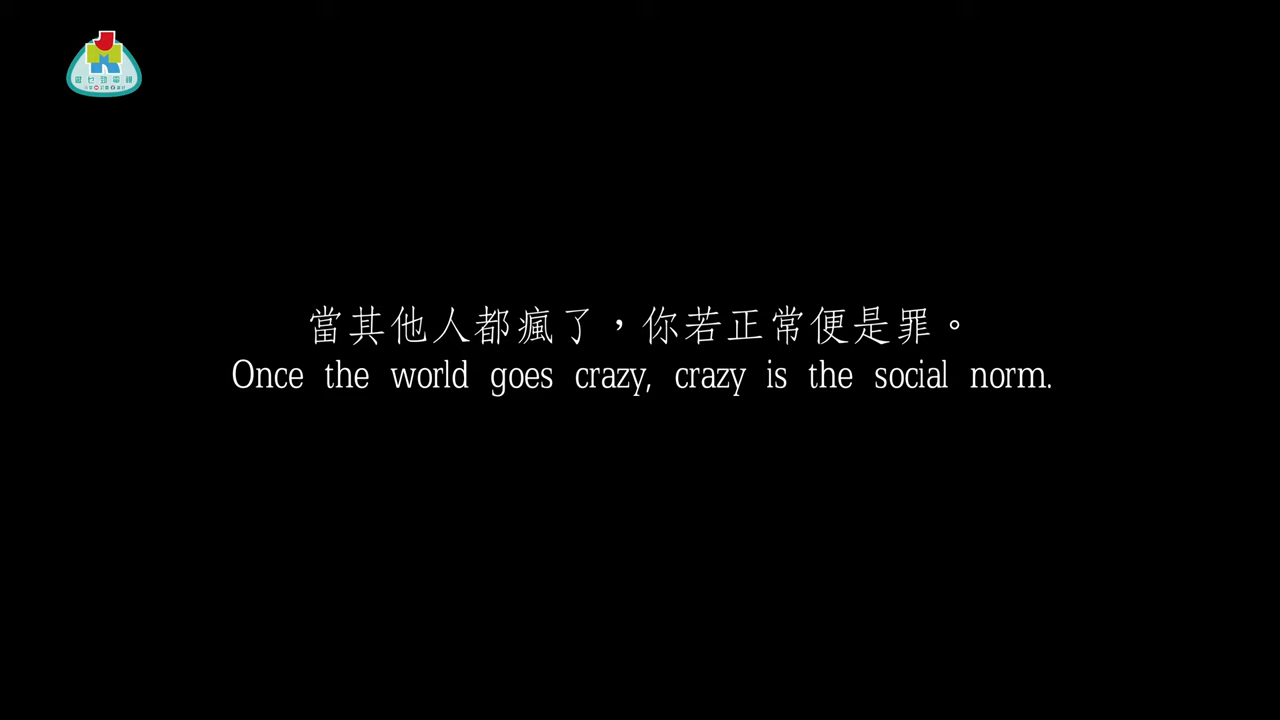 當其他人都瘋了，你若正常便是罪。
Once the world goes crazy, crazy is the social norm.